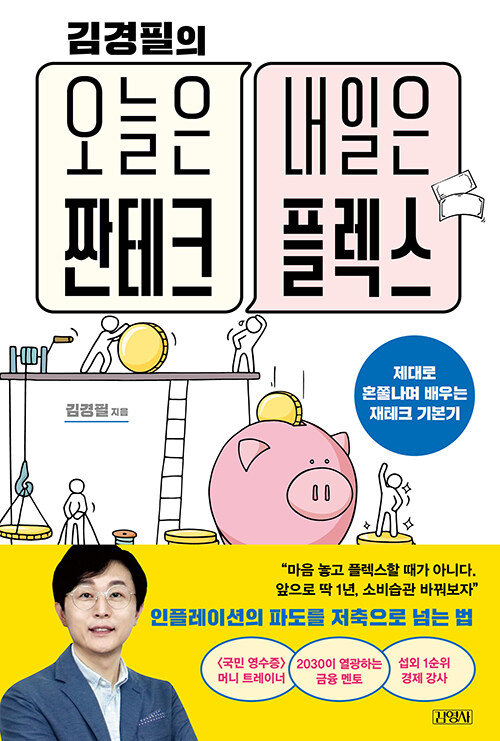 김경필의
오늘은
짠테크
내일은
플렉스
제대로
혼쭐나며 배우는
재테크 기본기
김경필 지음
“마음 놓고 플렉스할 때가 아니다.
앞으로 딱 1년, 소비습관 바꿔보자”
인플레이션의 파도를 저축으로 넘는 법
〈국민 영수증〉
머니 트레이너
2030이 열광하는
금융 멘토
섭외 1순위
경제 강사
김영사